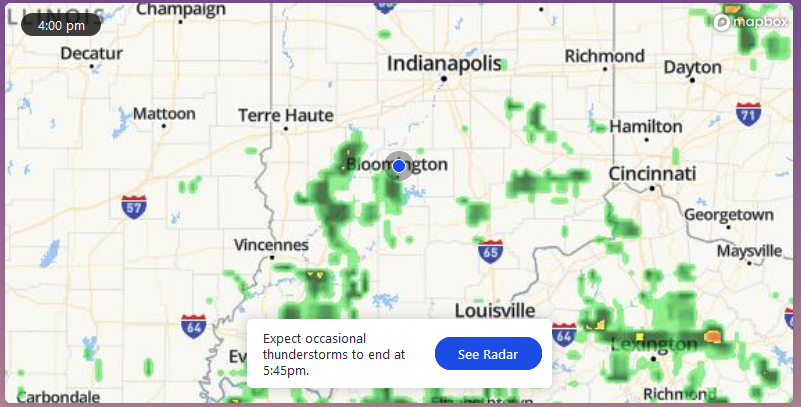 ILLINOIS
4:00 pm
Champaign
mapbox
Decatur
Indianapolis
Richmond
Dayton
71
Mattoon
Terre Haute
Hamilton
Bloomington
Cincinnati
57
Georgetown
Vincennes
65
Maysville
64
Louisville
64
Expect occasional
thunderstorms to end at
5:45pm.
See Radar
Lexington
Ev
Carbondale
Richmond